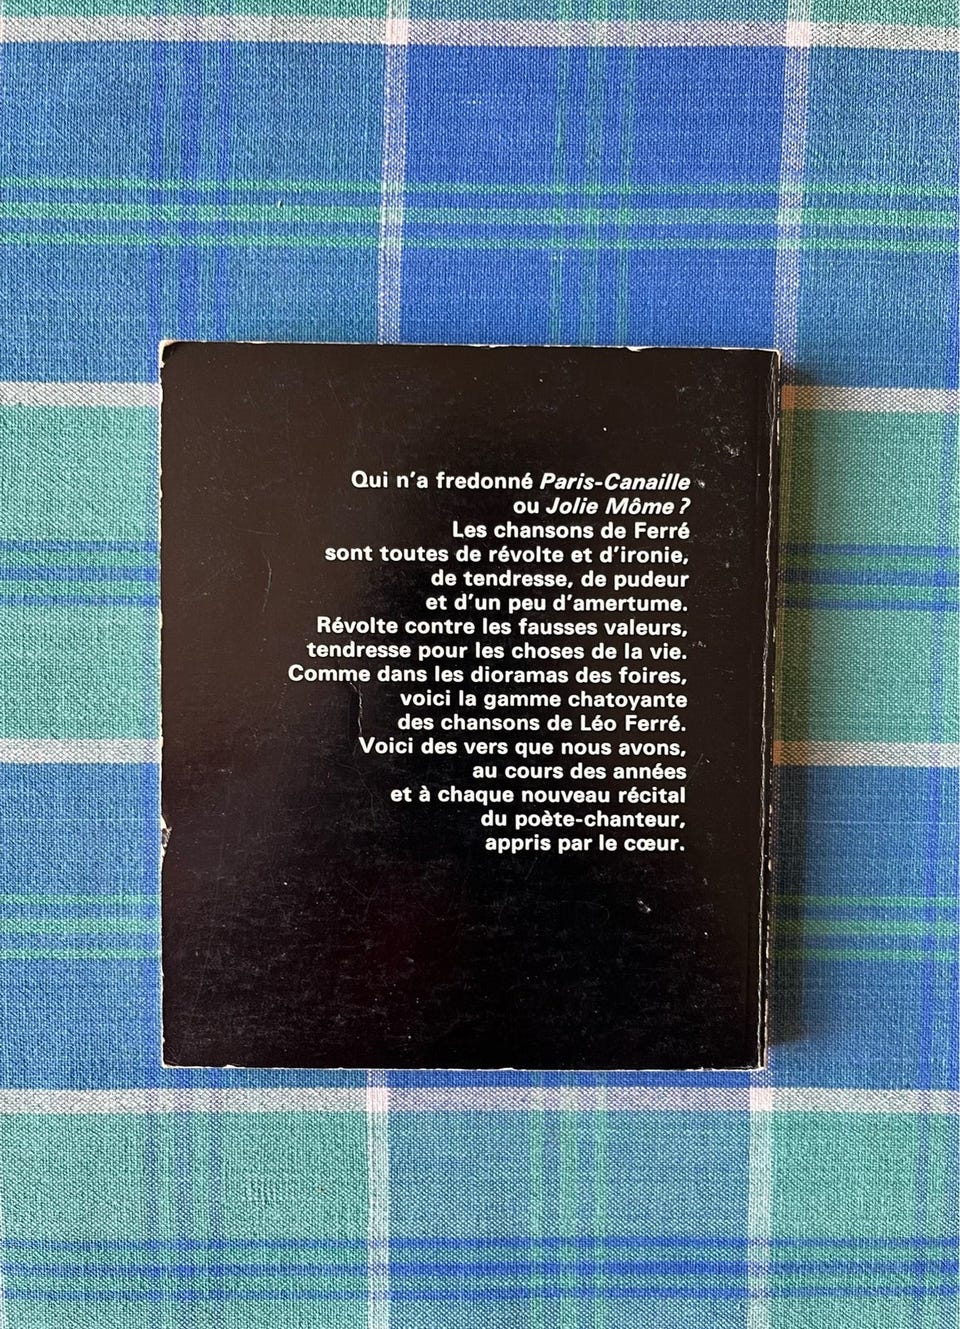 Qui n'a fredonné Paris-Canaille
ou Jolie Môme ?
Les chansons de Ferré
sont toutes de révolte et d'ironie,
de tendresse, de pudeur
et d'un peu d'amertume.
Révolte contre les fausses valeurs,
tendresse pour les choses de la vie.
Comme dans les dioramas des foires,
voici la gamme chatoyante
des chansons de Léo Ferré.
Voici des vers que nous avons,
au cours des années
et à chaque nouveau récital
du poète-chanteur,
appris par le cœur.